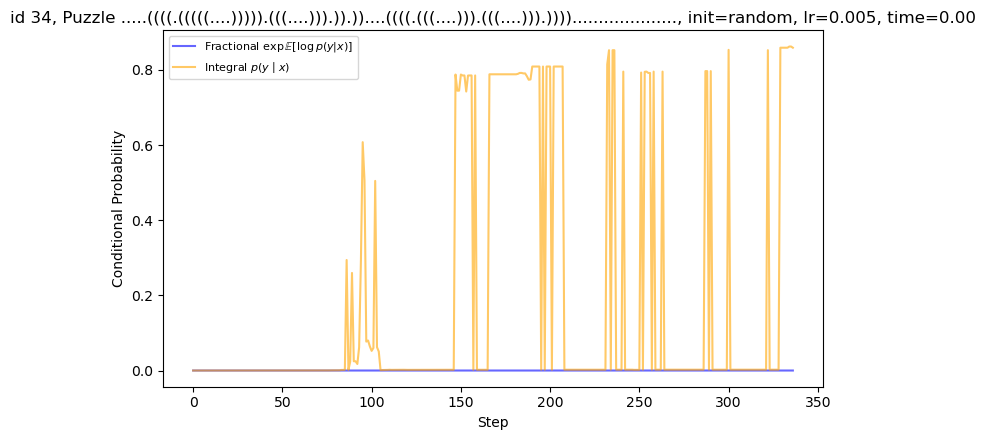 id 34, Puzzle .....((((.(((((....))))).(((....))).)).))....((((.(((....))).(((....))).))))....................., init=random, lr=0.005, time=0.00
Fractional exp𝔼[log p(y|x)]
Integral p(y | x)
0.8
0.6
0.4
0.2
0.0
Conditional Probability
0 50 100 150 200 250 300 350
Step